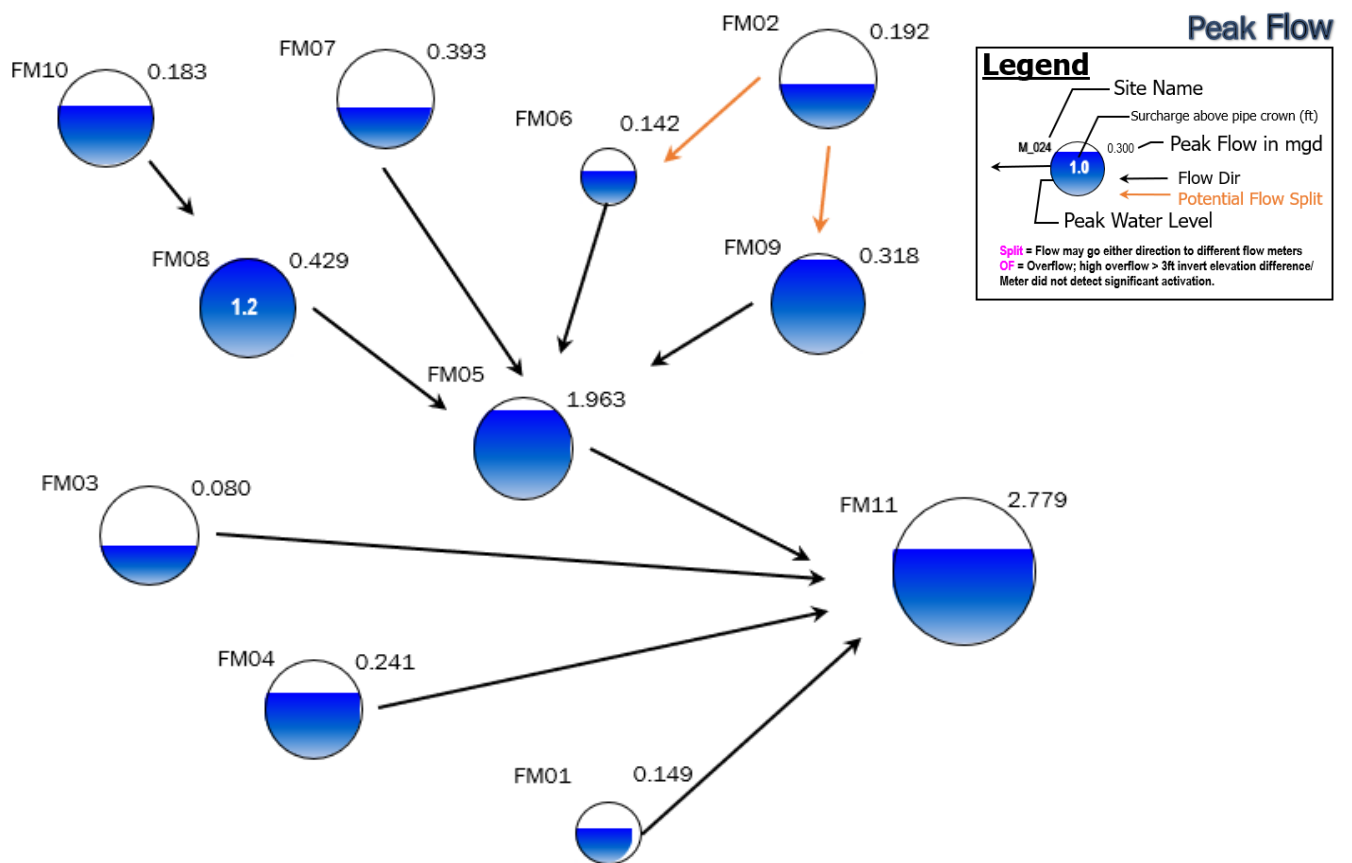 Peak Flow
Legend
Site Name
Surcharge above pipe crown (ft)
M_024
1.0
0.300
Peak Flow in mgd
Flow Dir
Potential Flow Split
Peak Water Level
Split = Flow may go either direction to different flow meters
OF = Overflow; high overflow > 3ft invert elevation difference/
Meter did not detect significant activation.
FM10
0.183
FM07
0.393
FM02
0.192
FM06
0.142
FM08
0.429
1.2
FM09
0.318
FM05
1.963
FM03
0.080
FM11
2.779
FM04
0.241
FM01
0.149